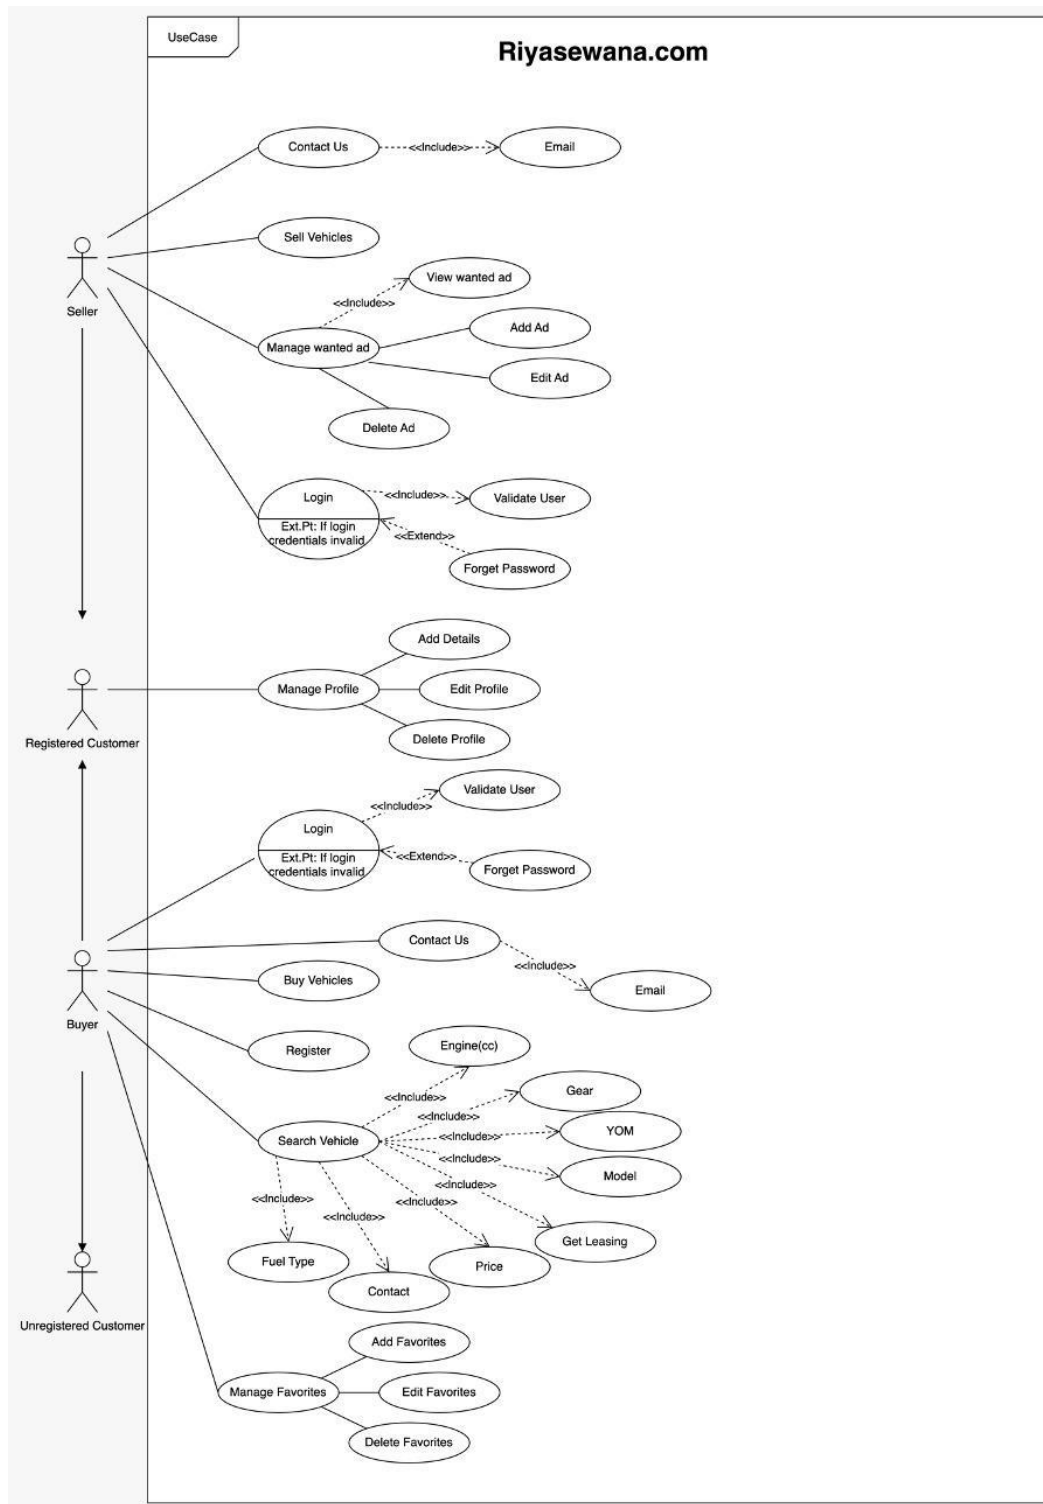 UseCase
Riyasewana.com
Contact Us
<<Include>>
Email
Sell Vehicles
View wanted ad
<<Include>>
Seller
Manage wanted ad
Add Ad
Edit Ad
Delete Ad
Login
<<Include>>
Validate User
Ext.Pt: If login
credentials invalid
<<Extend>>
Forget Password
Add Details
Manage Profile
Edit Profile
Delete Profile
Registered Customer
Validate User
<<Include>>
Login
Ext.Pt: If login
credentials invalid
<<Extend>>
Forget Password
Contact Us
<<Include>>
Email
Buy Vehicles
Buyer
Register
Engine(cc)
<<Include>>
Gear
<<Include>>
YOM
<<Include>>
Search Vehicle
Model
<<Include>>
<<Include>>
<<Include>>
<<Include>>
<<Include>>
Get Leasing
Fuel Type
Price
Contact
Unregistered Customer
Add Favorites
Manage Favorites
Edit Favorites
Delete Favorites